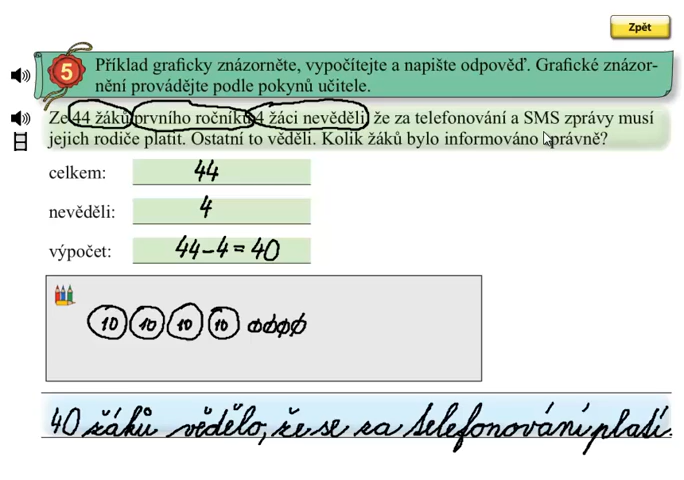 Zpět
5 Příklad graficky znázorněte, vypočítejte a napište odpověď. Grafické znázor-
nění provádějte podle pokynů učitele.
Ze 44 žáků prvního ročníku 4 žáci nevěděli, že za telefonování a SMS zprávy musí
jejich rodiče platit. Ostatní to věděli. Kolik žáků bylo informováno správně?
celkem: 44
nevěděli: 4
výpočet: 44-4=40
10 10 10 10
40 žáků vědělo, že se za telefonování platí.